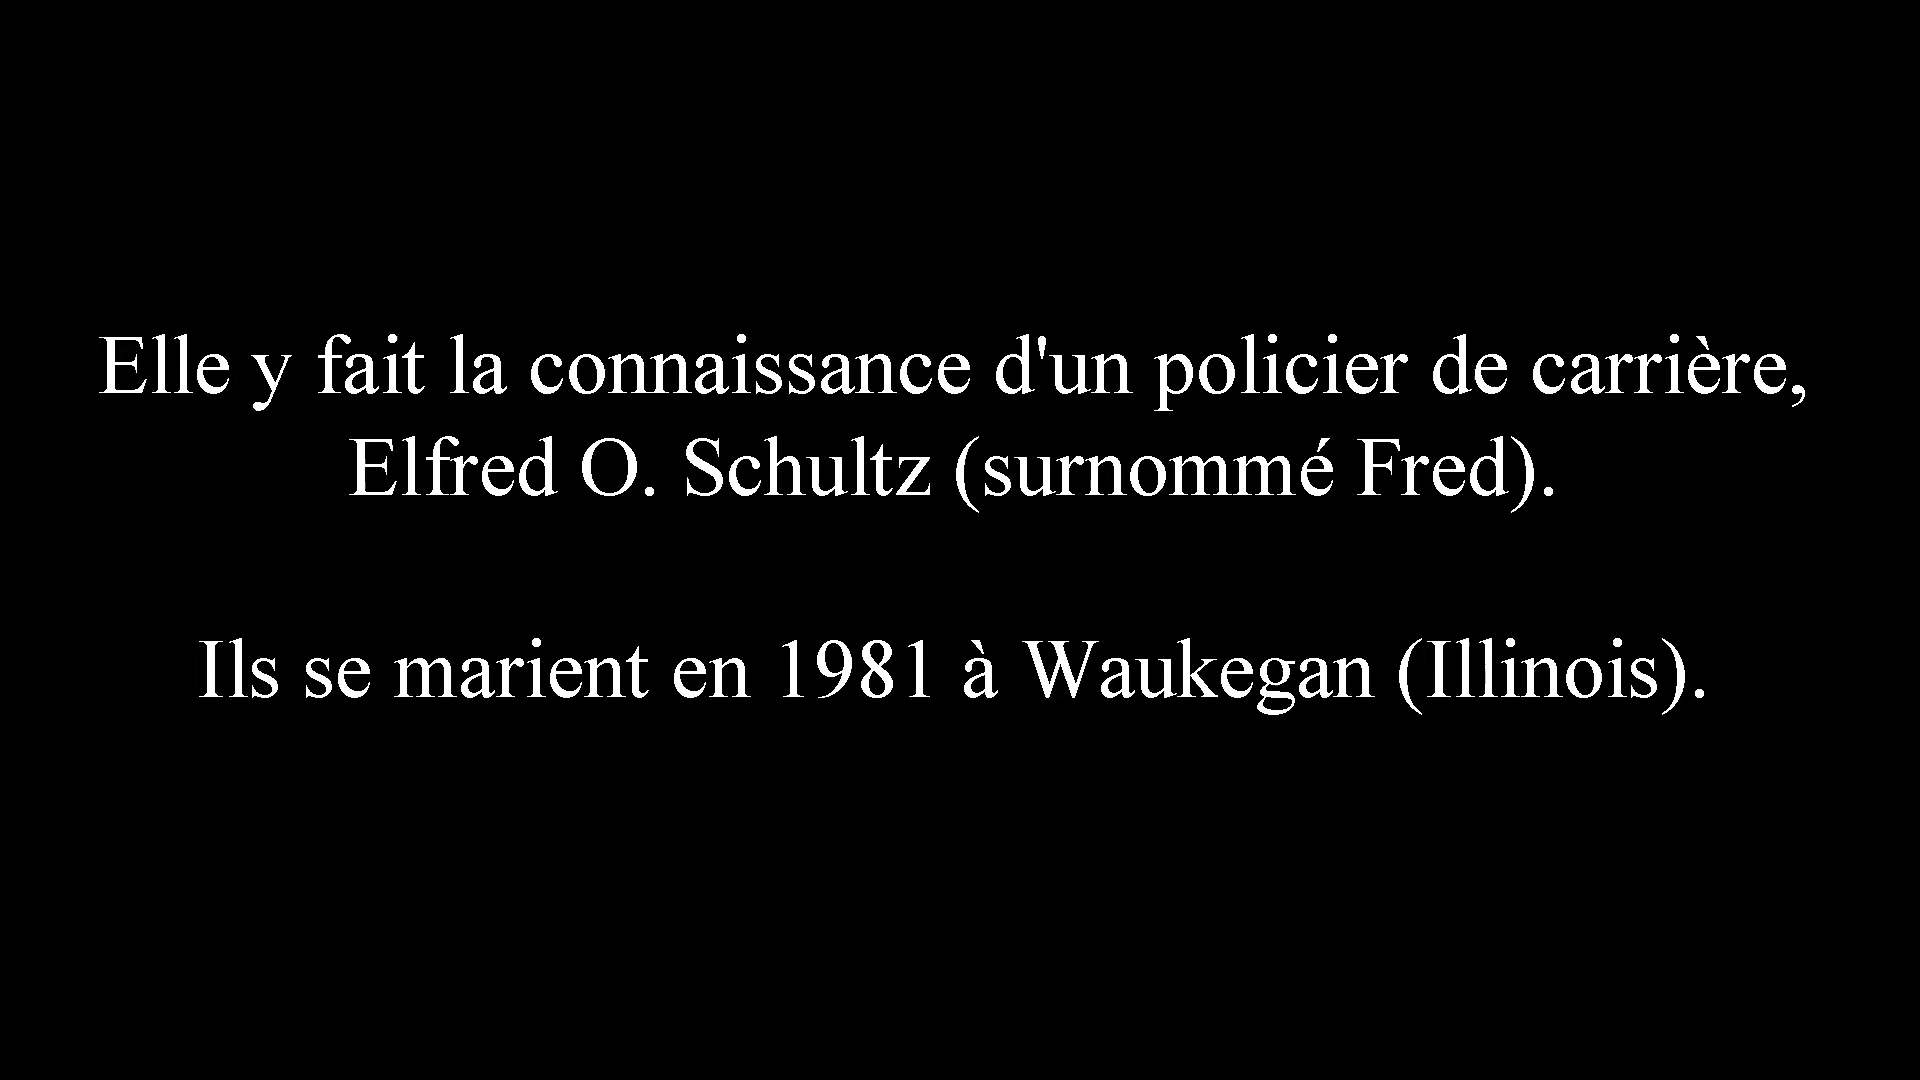 Elle y fait la connaissance d'un policier de carrière,
Elfred O. Schultz (surnommé Fred).
Ils se marient en 1981 à Waukegan (Illinois).